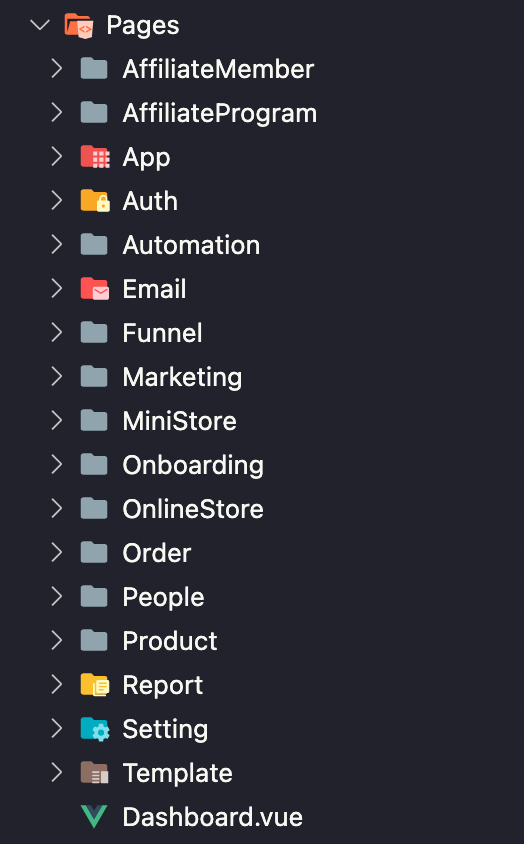 Pages
AffiliateMember
AffiliateProgram
App
Auth
Automation
Email
Funnel
Marketing
MiniStore
Onboarding
OnlineStore
Order
People
Product
Report
Setting
Template
Dashboard.vue